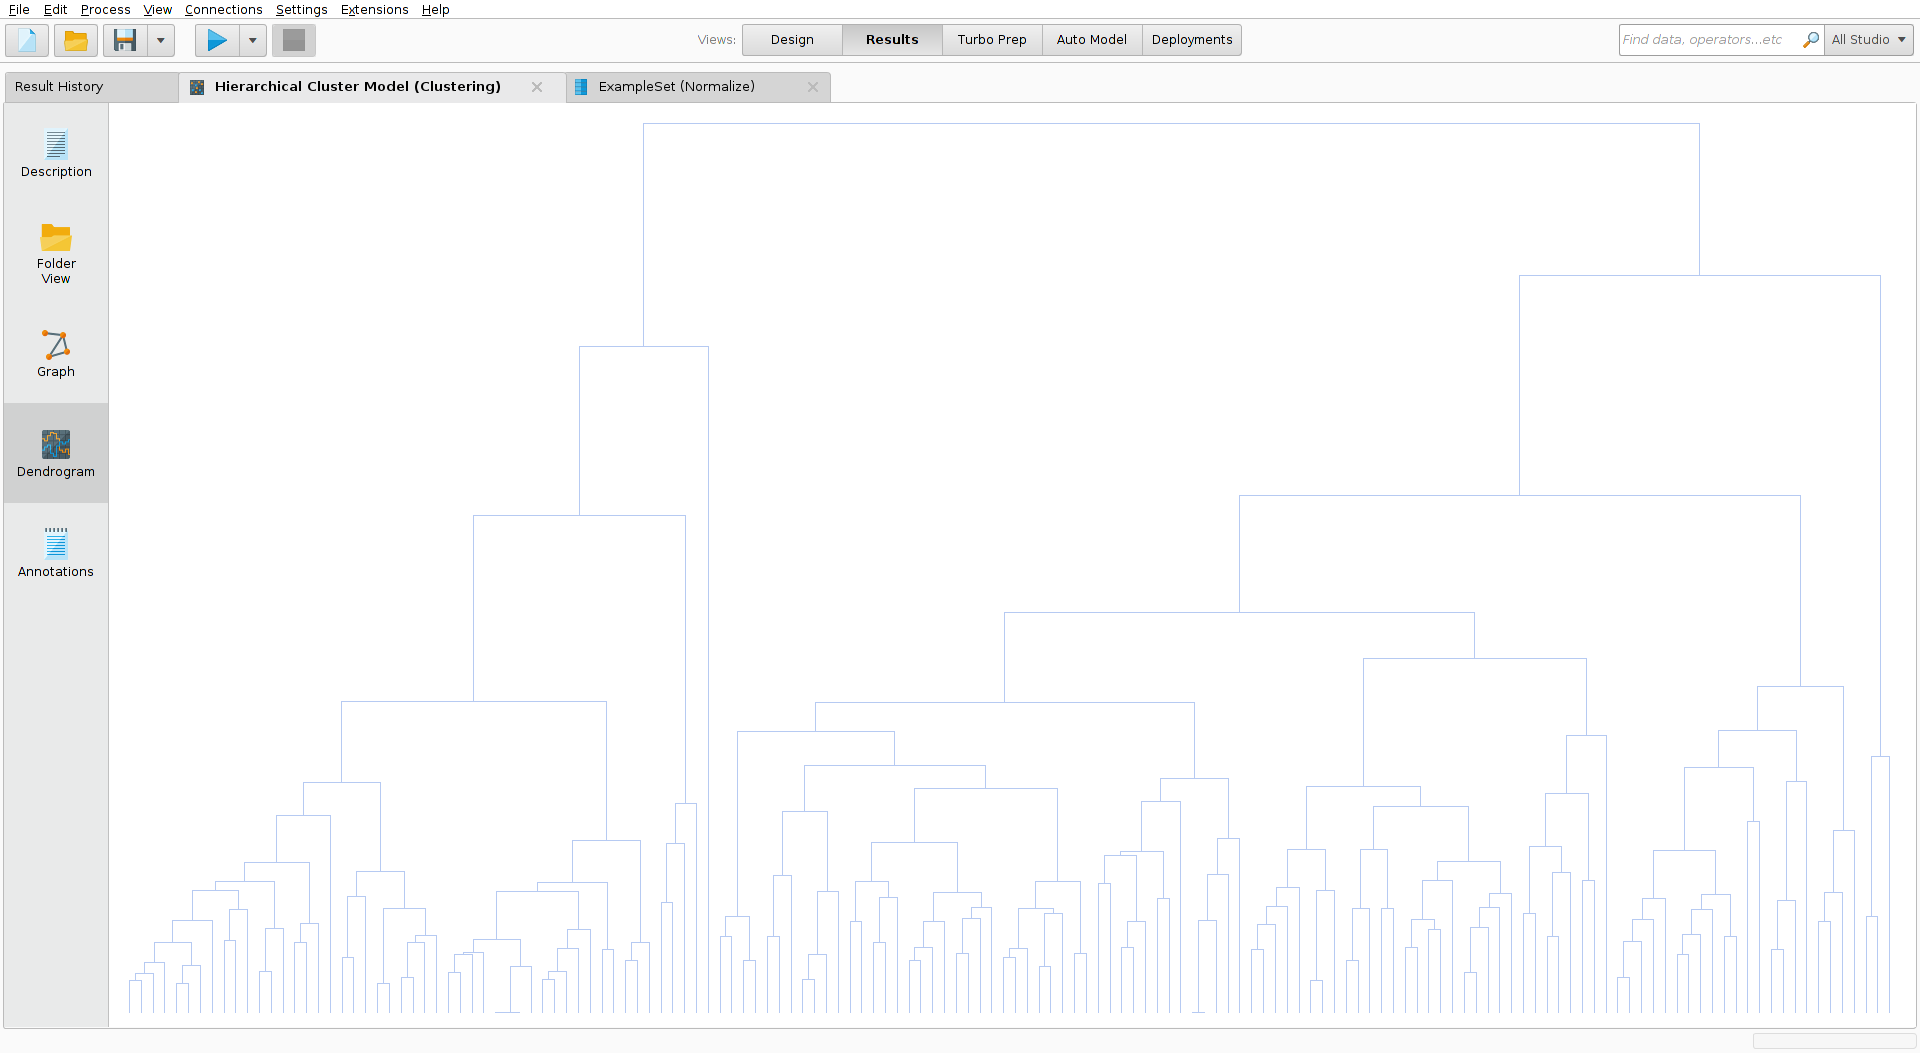 File Edit Process View Connections Settings Extensions Help
Views: Design Results Turbo Prep Auto Model Deployments Find data, operators...etc All Studio
Result History Hierarchical Cluster Model (Clustering) ExampleSet (Normalize)
Description
Folder
View
Graph
Dendrogram
Annotations